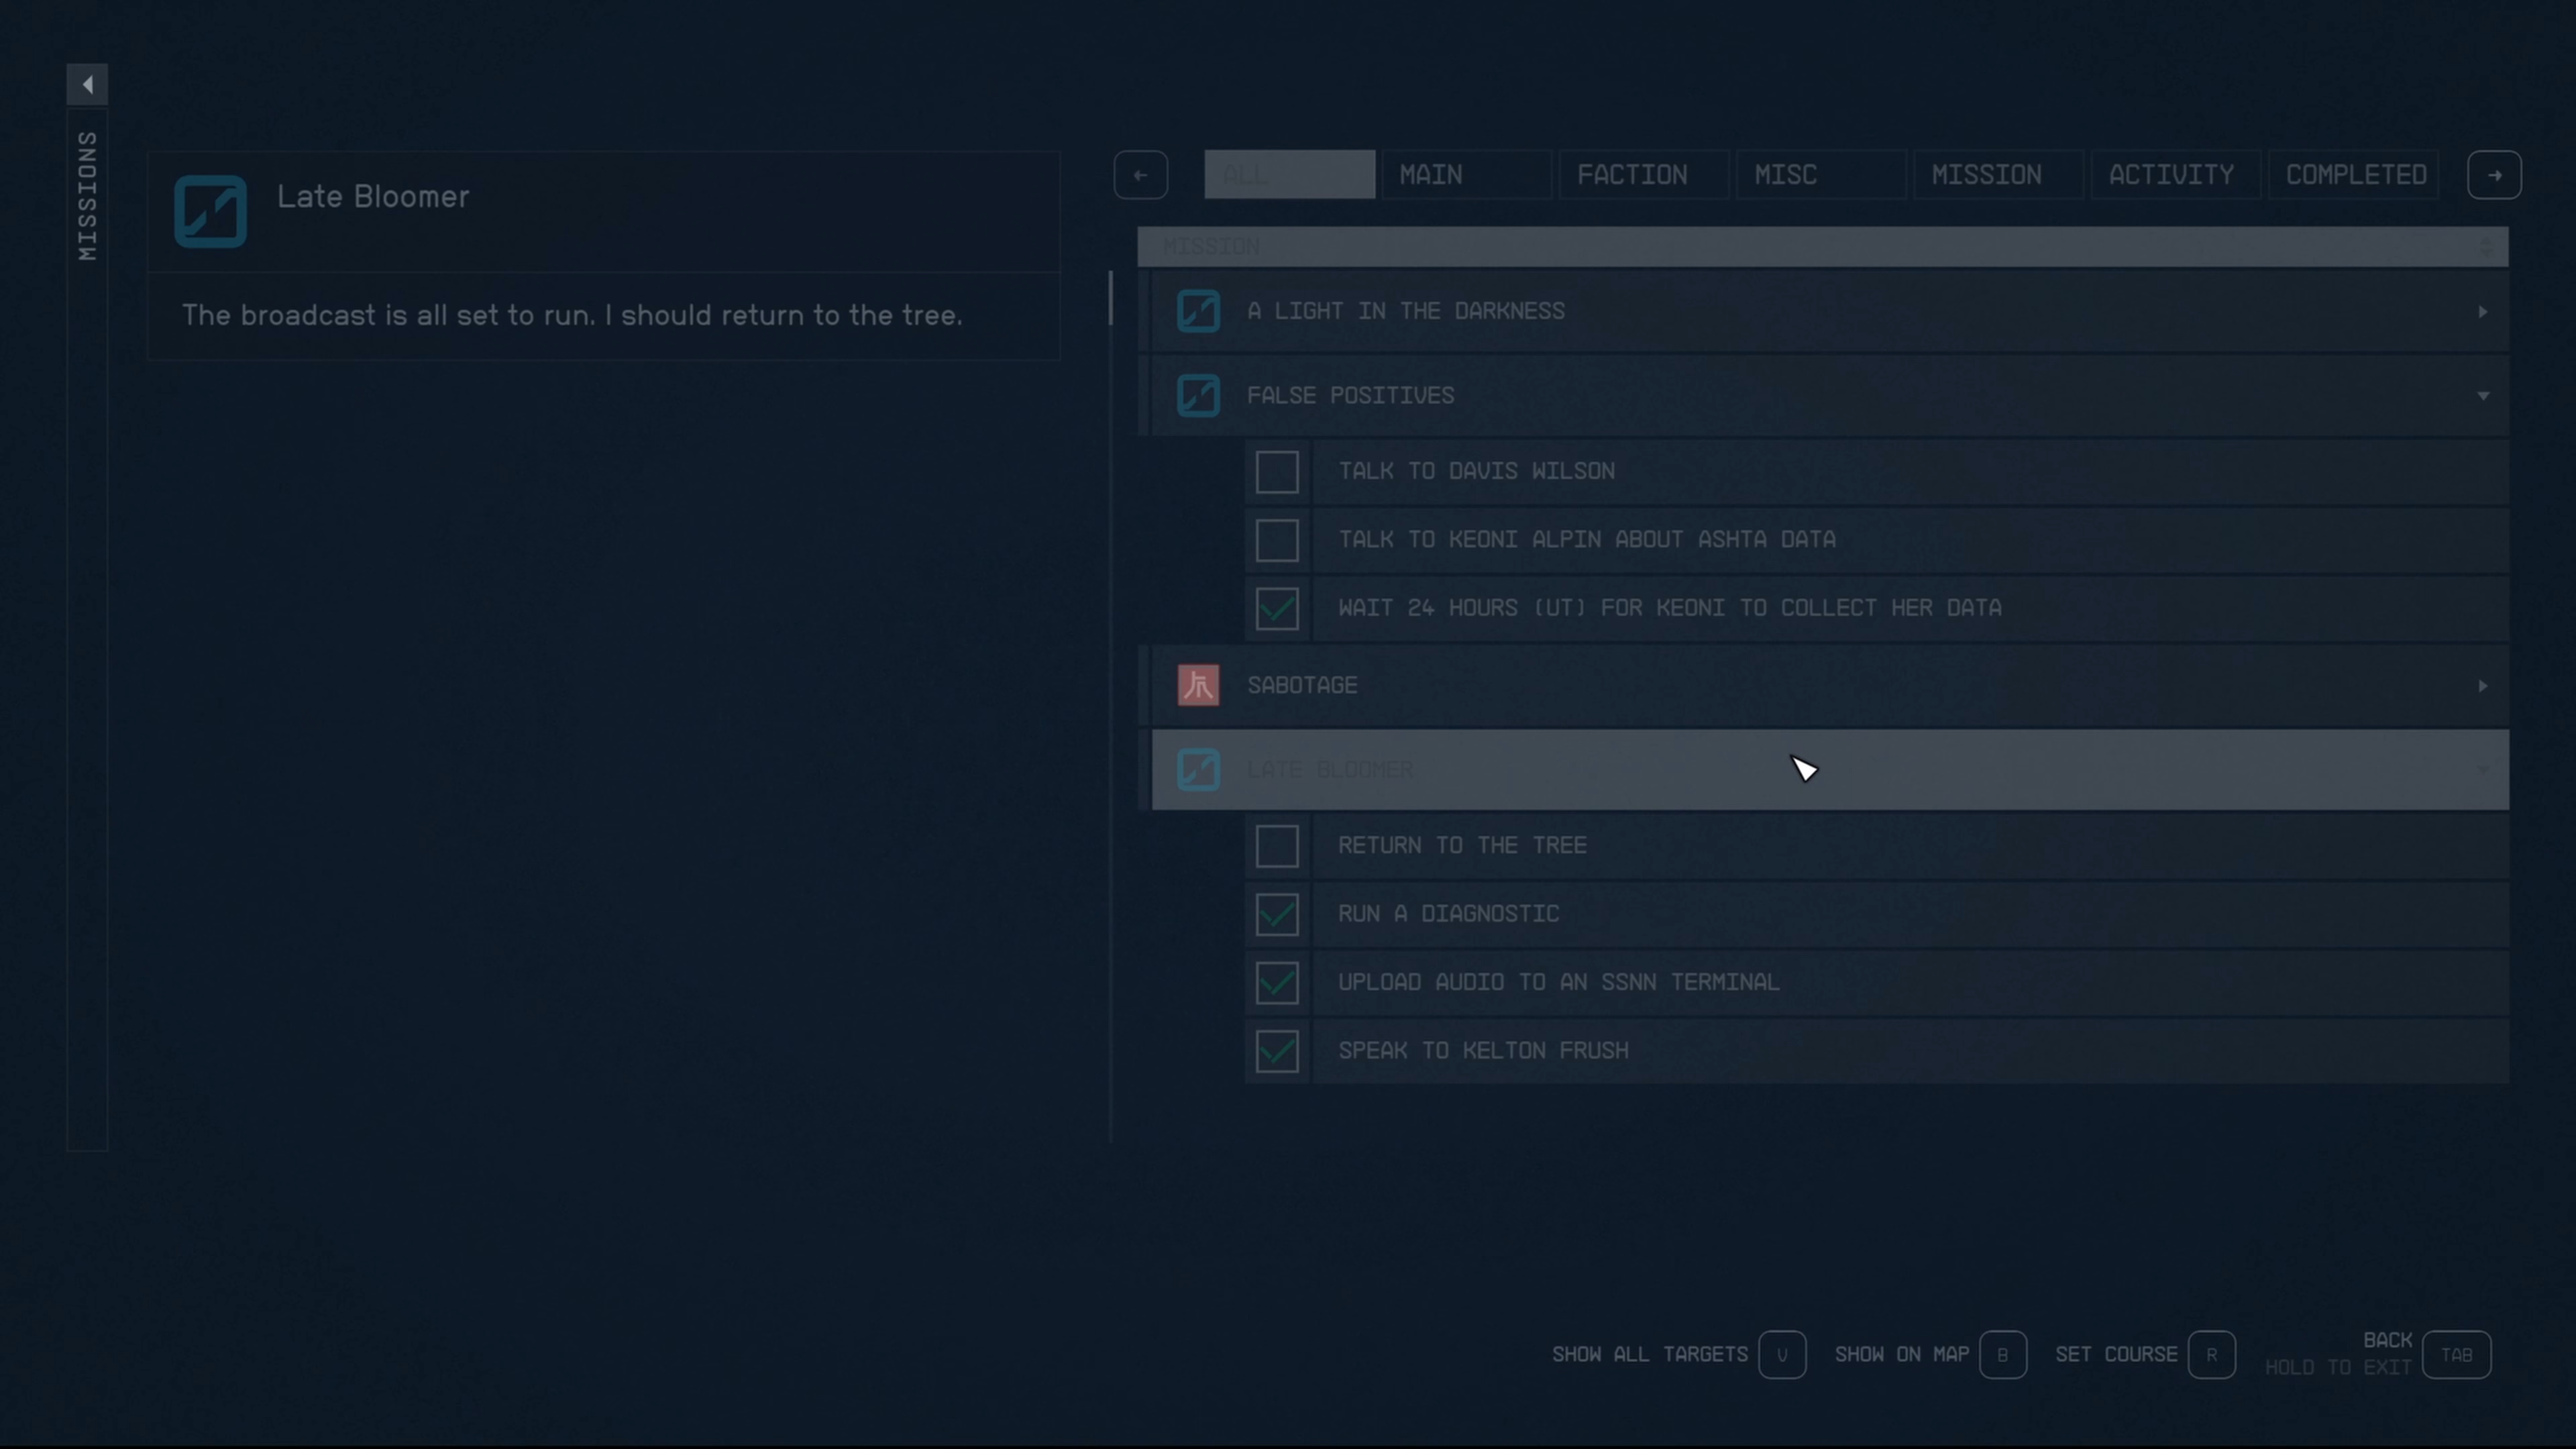 MISSIONS
Late Bloomer
The broadcast is all set to run. I should return to the tree.
ALL
MAIN
FACTION
MISC
MISSION
ACTIVITY
COMPLETED
MISSION
A LIGHT IN THE DARKNESS
FALSE POSITIVES
TALK TO DAVIS WILSON
TALK TO KEONI ALPIN ABOUT ASHTA DATA
WAIT 24 HOURS (UT) FOR KEONI TO COLLECT HER DATA
SABOTAGE
LATE BLOOMER
RETURN TO THE TREE
RUN A DIAGNOSTIC
UPLOAD AUDIO TO AN SSNN TERMINAL
SPEAK TO KELTON FRUSH
SHOW ALL TARGETS V
SHOW ON MAP B
SET COURSE R
BACK
HOLD TO EXIT
TAB